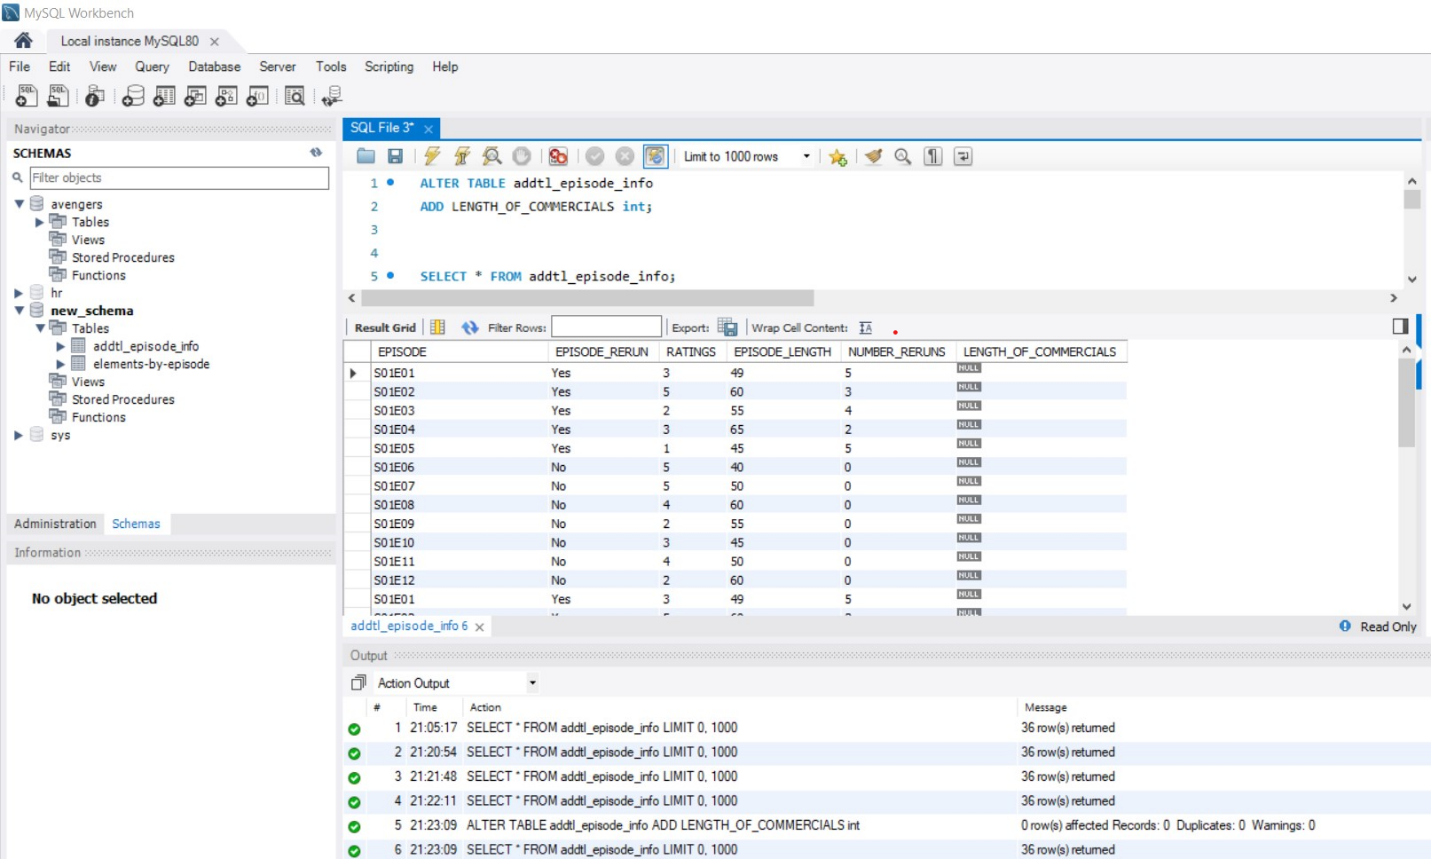 MySQL Workbench
Local instance MySQL80
File Edit View Query Database Server Tools Scripting Help
Navigator
SCHEMAS
Filter objects
avengers
Tables
Views
Stored Procedures
Functions
hr
new_schema
Tables
addtl_episode_info
elements-by-episode
Views
Stored Procedures
Functions
sys
Administration Schemas
Information
No object selected
SQL File 3*
Limit to 1000 rows
1 ALTER TABLE addtl_episode_info
2 ADD LENGTH_OF_COMMERCIALS int;
3
4
5 SELECT * FROM addtl_episode_info;
Result Grid Filter Rows: Export: Wrap Cell Content:
EPISODE EPISODE_RERUN RATINGS EPISODE_LENGTH NUMBER_RERUNS LENGTH_OF_COMMERCIALS
S01E01 Yes 3 49 5 NULL
S01E02 Yes 5 60 3 NULL
S01E03 Yes 2 55 4 NULL
S01E04 Yes 3 65 2 NULL
S01E05 Yes 1 45 5 NULL
S01E06 No 5 40 0 NULL
S01E07 No 5 50 0 NULL
S01E08 No 4 60 0 NULL
S01E09 No 2 55 0 NULL
S01E10 No 3 45 0 NULL
S01E11 No 4 50 0 NULL
S01E12 No 2 60 0 NULL
S01E01 Yes 3 49 5 NULL
NULL
addtl_episode_info 6
Read Only
Output
Action Output
# Time Action Message
1 21:05:17 SELECT * FROM addtl_episode_info LIMIT 0, 1000 36 row(s) returned
2 21:20:54 SELECT * FROM addtl_episode_info LIMIT 0, 1000 36 row(s) returned
3 21:21:48 SELECT * FROM addtl_episode_info LIMIT 0, 1000 36 row(s) returned
4 21:22:11 SELECT * FROM addtl_episode_info LIMIT 0, 1000 36 row(s) returned
5 21:23:09 ALTER TABLE addtl_episode_info ADD LENGTH_OF_COMMERCIALS int 0 row(s) affected Records: 0 Duplicates: 0 Warnings: 0
6 21:23:09 SELECT * FROM addtl_episode_info LIMIT 0, 1000 36 row(s) returned